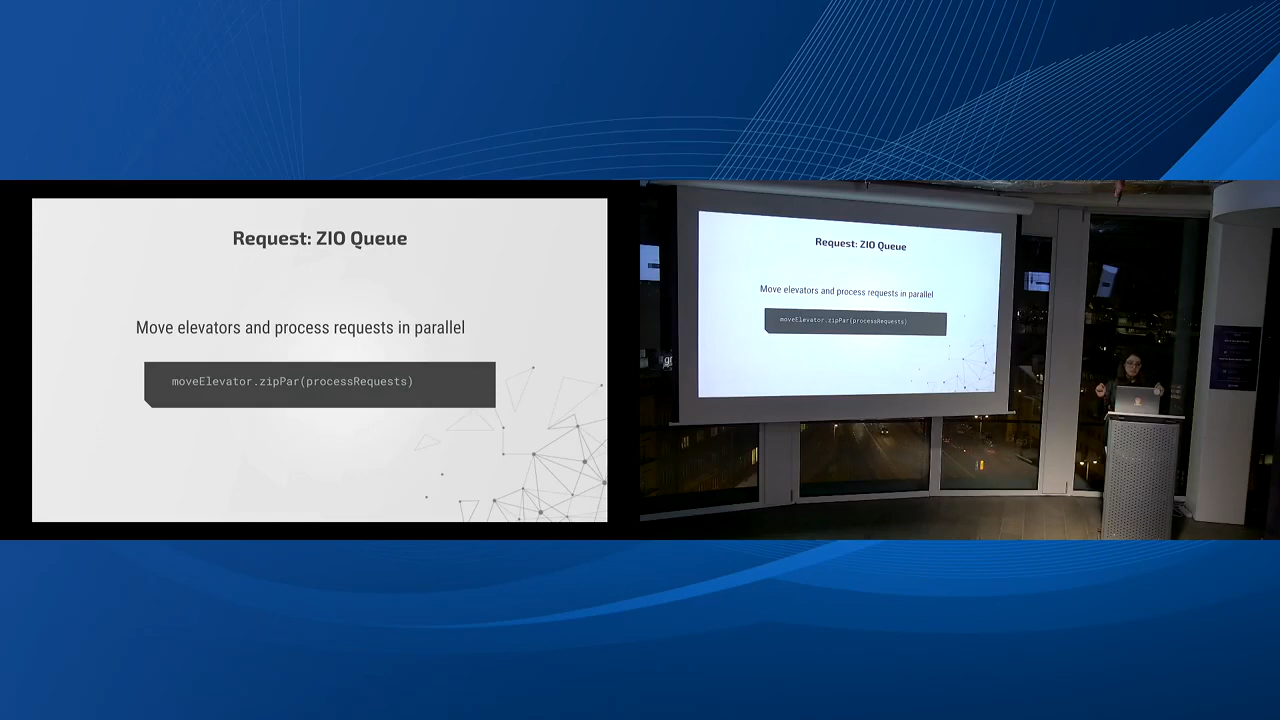 Request: ZIO Queue
Move elevators and process requests in parallel
moveElevator.zipPar(processRequests)
Request: ZIO Queue
Move elevators and process requests in parallel
moveElevator.zipPar(processRequests)
gr